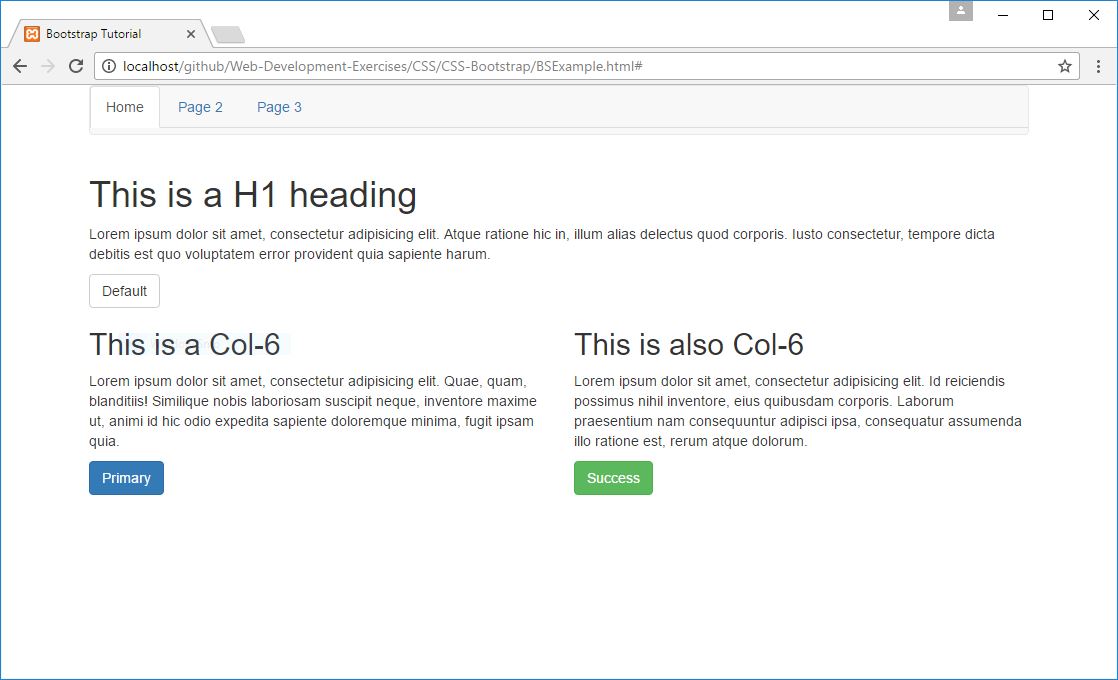 Bootstrap Tutorial
localhost/github/Web-Development-Exercises/CSS/CSS-Bootstrap/BSExample.html#
Home Page 2 Page 3
This is a H1 heading
Lorem ipsum dolor sit amet, consectetur adipisicing elit. Atque ratione hic in, illum alias delectus quod corporis. Iusto consectetur, tempore dicta
debitis est quo voluptatem error provident quia sapiente harum.
Default
This is a Col-6
Lorem ipsum dolor sit amet, consectetur adipisicing elit. Quae, quam,
blanditiis! Similique nobis laboriosam suscipit neque, inventore maxime
ut, animi id hic odio expedita sapiente doloremque minima, fugit ipsam
quia.
Primary
This is also Col-6
Lorem ipsum dolor sit amet, consectetur adipisicing elit. Id reiciendis
possimus nihil inventore, eius quibusdam corporis. Laborum
praesentium nam consequuntur adipisci ipsa, consequatur assumenda
illo ratione est, rerum atque dolorum.
Success